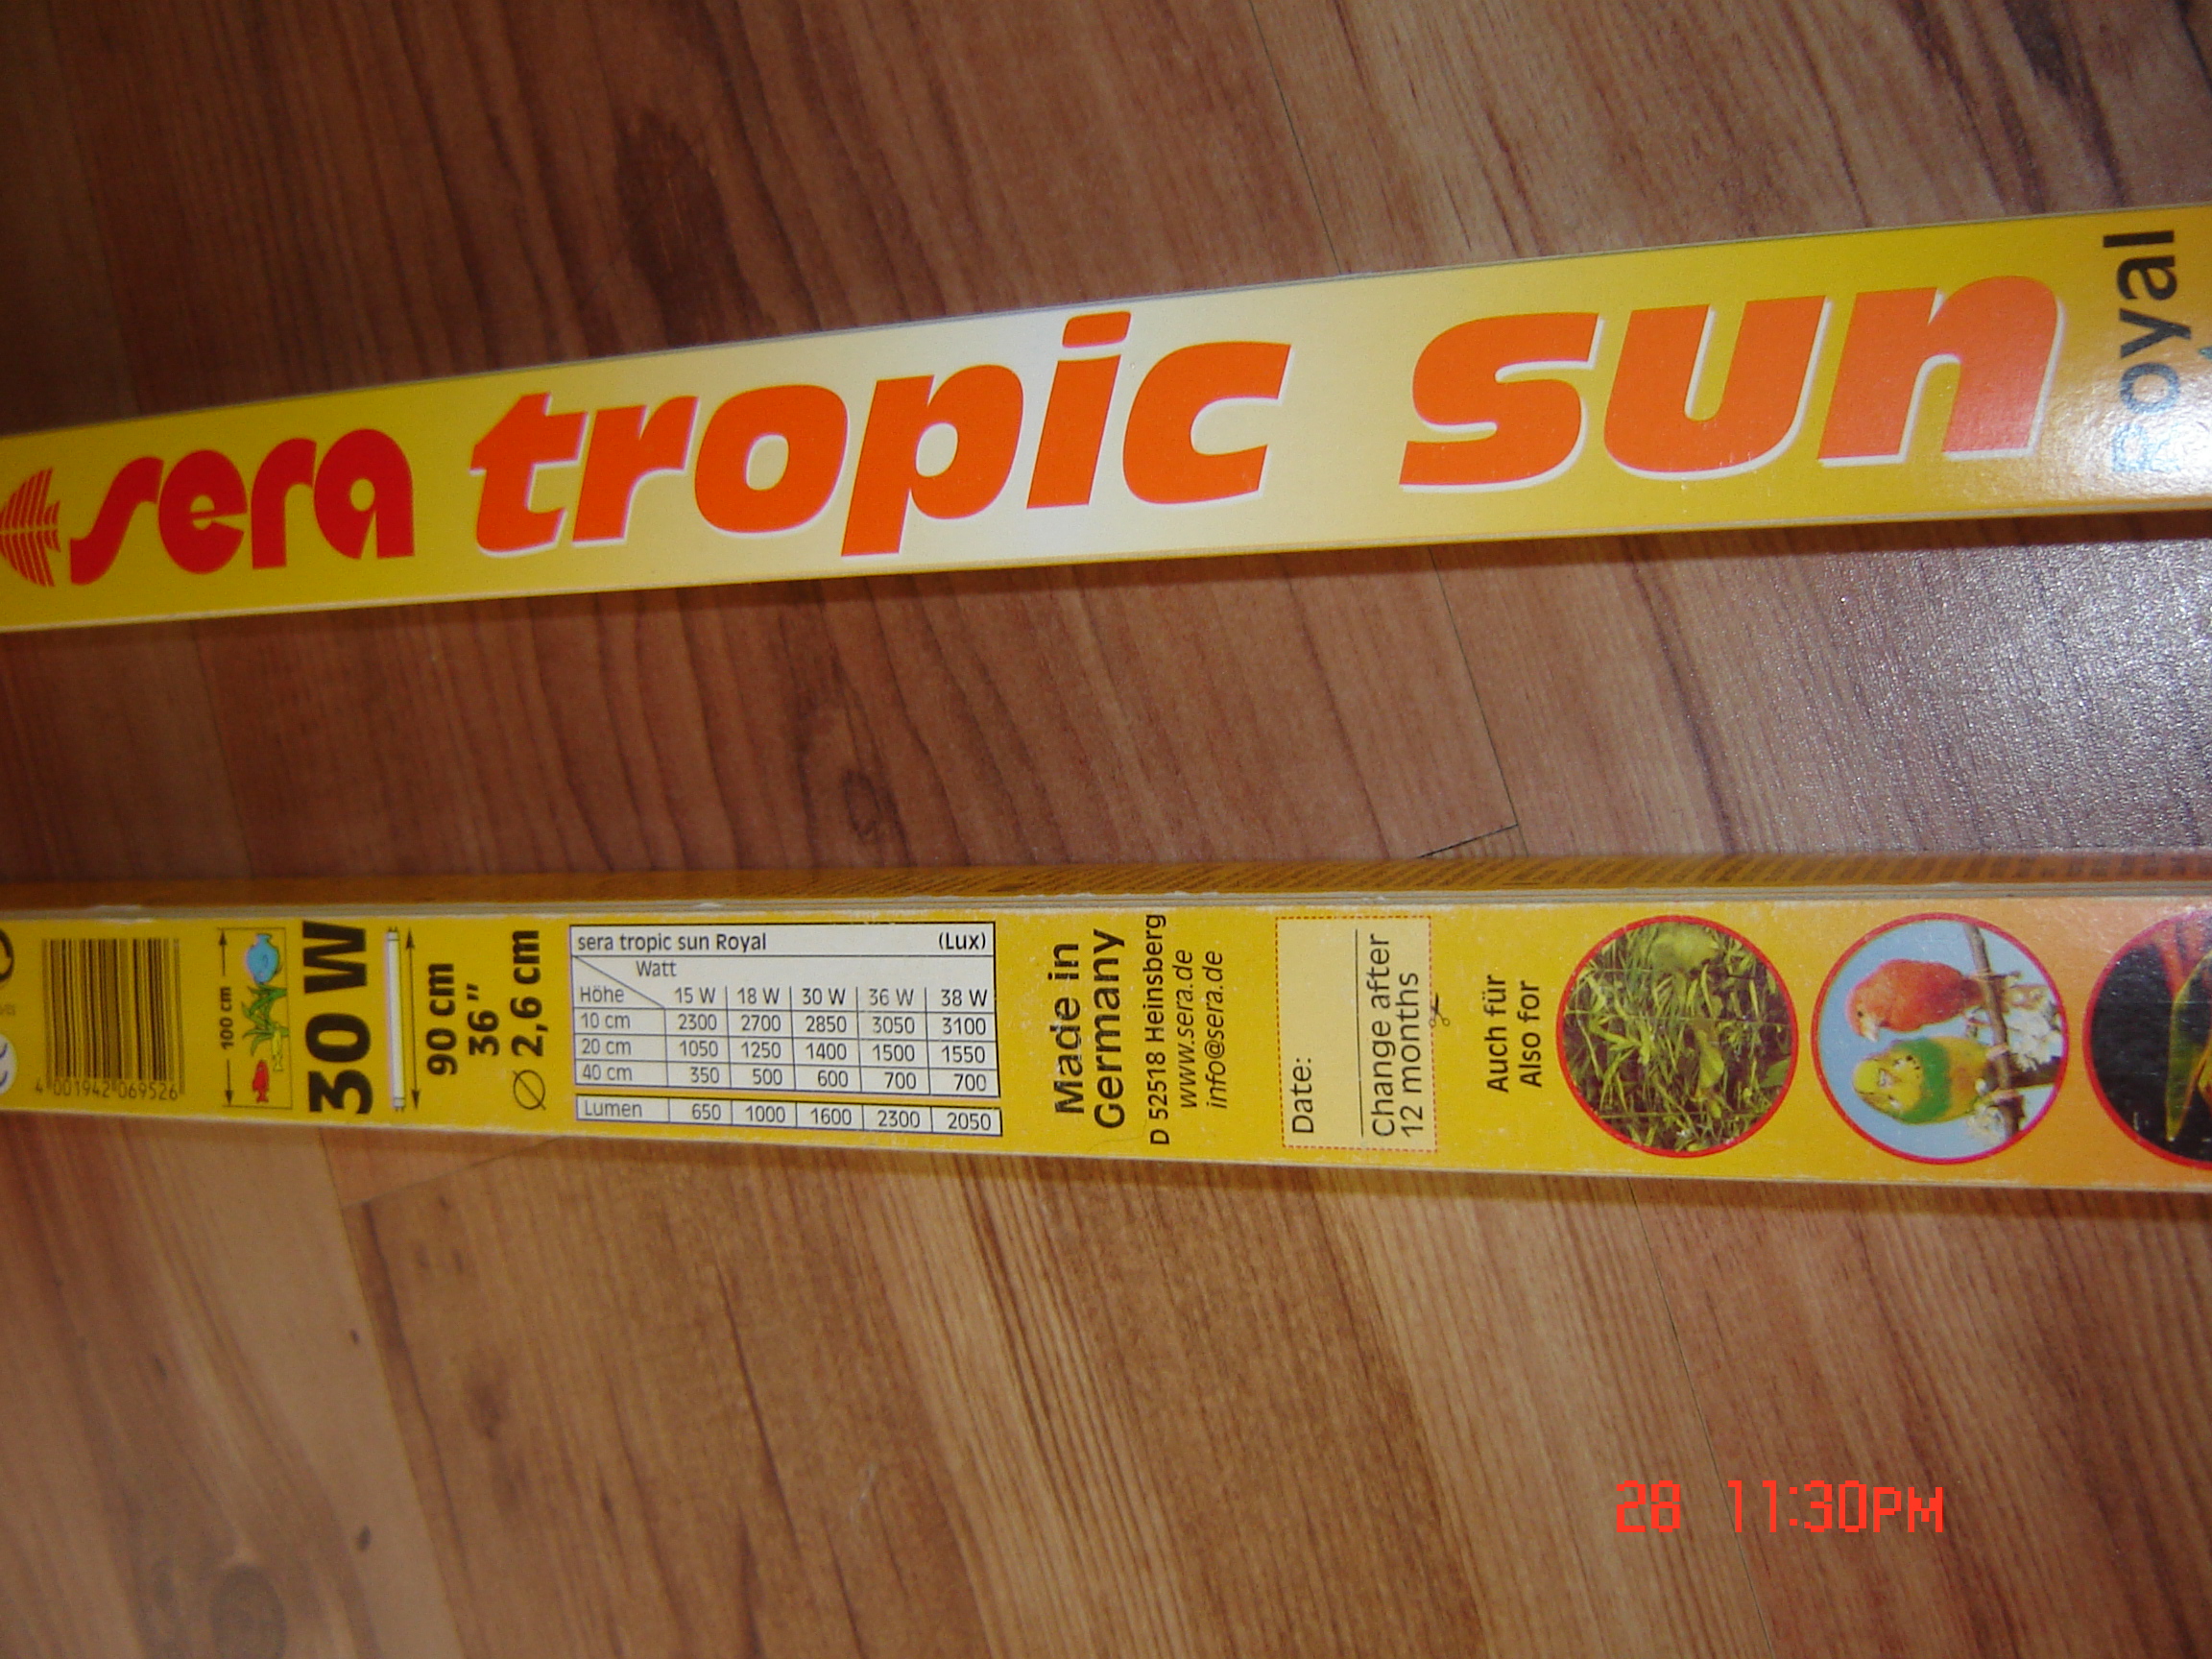 sera tropic sun
Royal
4 001942 069526
100 cm
30 W
90 cm
36"
Ø 2,6 cm
sera tropic sun Royal (Lux)
Watt
Höhe 15 W 18 W 30 W 36 W 38 W
10 cm 2300 2700 2850 3050 3100
20 cm 1050 1250 1400 1500 1550
40 cm 350 500 600 700 700
Lumen 650 1000 1600 2300 2050
Made in
Germany
D 52518 Heinsberg
www.sera.de
info@sera.de
Date:
Change after
12 months
Auch für
Also for
28 11:30PM